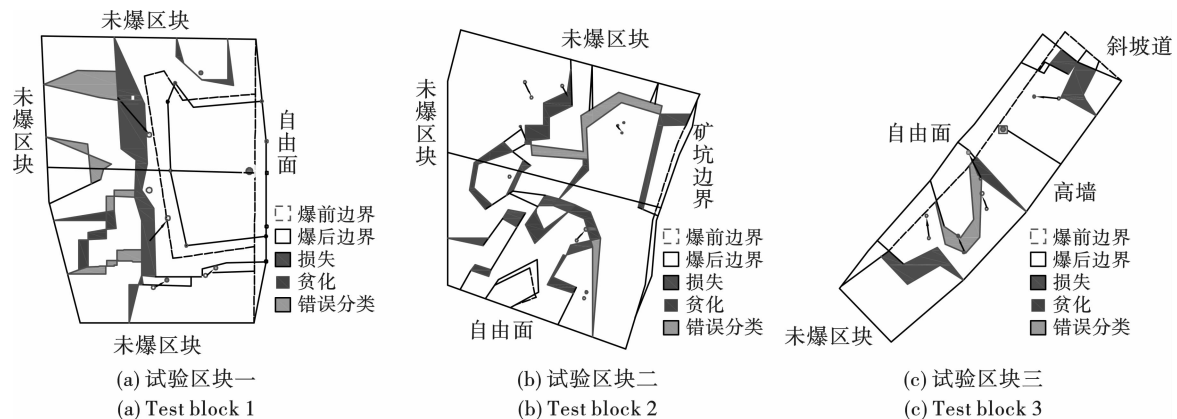 未爆区块
未爆区块
自由面
爆前边界
爆后边界
损失
贫化
错误分类
未爆区块
(a) 试验区块一
(a) Test block 1
未爆区块
未爆区块
矿坑边界
爆前边界
爆后边界
损失
贫化
错误分类
自由面
(b) 试验区块二
(b) Test block 2
斜坡道
自由面
高墙
爆前边界
爆后边界
损失
贫化
错误分类
未爆区块
(c) 试验区块三
(c) Test block 3